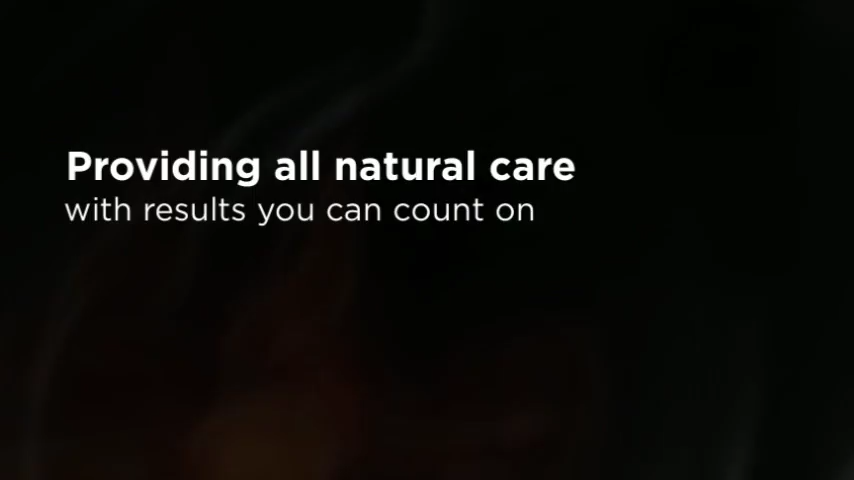 Providing all natural care
with results you can count on